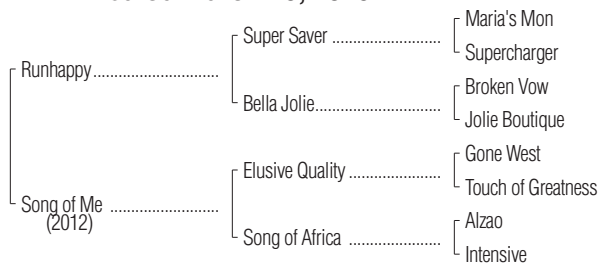 Maria's Mon
Super Saver ..............................
Supercharger
Runhappy...................................
Broken Vow
Bella Jolie...................................
Jolie Boutique
Gone West
Elusive Quality .........................
Touch of Greatness
Song of Me ..............................
(2012)
Alzao
Song of Africa .........................
Intensive